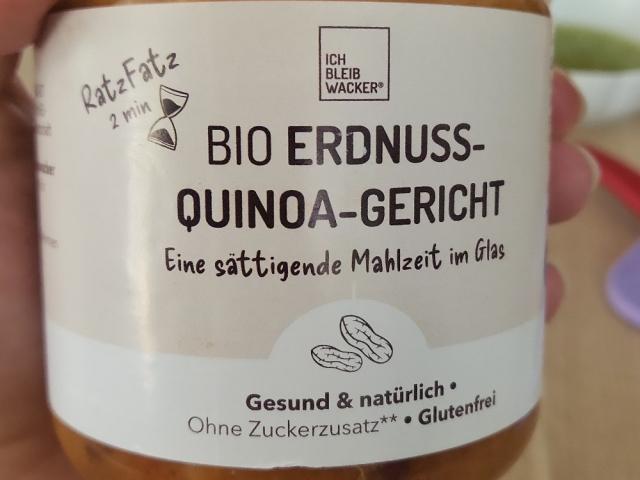 ICH
BLEIB
WACKER®
RatzFatz
2 min
BIO ERDNUSS-
QUINOA-GERICHT
Eine sättigende Mahlzeit im Glas
Gesund & natürlich •
Ohne Zuckerzusatz** • Glutenfrei